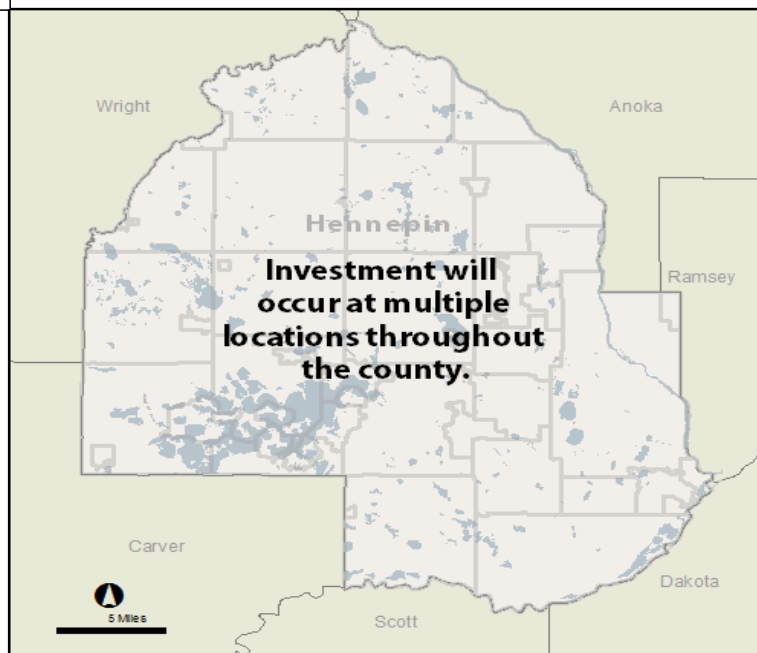 Wright
Anoka
Hennepin
Investment will
occur at multiple
locations throughout
the county.
Ramsey
Carver
Dakota
5 Miles
Scott